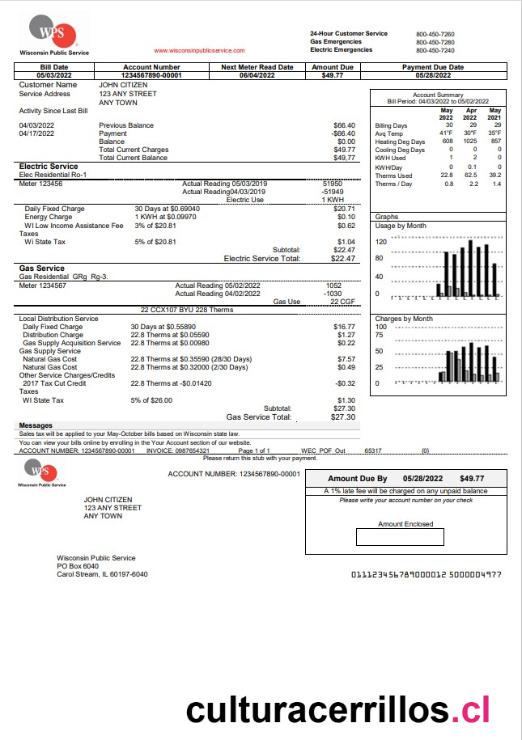 WPS
Wisconsin Public Service
www.wisconsinpublicservice.com
24-Hour Customer Service 800-450-7260
Gas Emergencies 800-450-7280
Electric Emergencies 800-450-7240
Bill Date Account Number Next Meter Read Date Amount Due Payment Due Date
05/03/2022 1234567890-00001 06/04/2022 $49.77 05/28/2022
Customer Name JOHN CITIZEN
Service Address 123 ANY STREET
ANY TOWN
Activity Since Last Bill
04/03/2022 Previous Balance $66.40
04/17/2022 Payment -$66.40
Balance $0.00
Total Current Charges $49.77
Total Current Balance $49,77
Electric Service
Elec Residential Ro-1
Meter 123456 Actual Reading 05/03/2019 51950
Actual Reading04/03/2019 -51949
Electric Use 1 KWH
Daily Fixed Charge 30 Days at $0.69040 $20.71
Energy Charge 1 KWH at $0.09970 $0.10
WI Low Income Assistance Fee 3% of $20.81 $0.62
Taxes
Wi State Tax 5% of $20.81 $1.04
Subtotal: $22.47
Electric Service Total: $22.47
Gas Service
Gas Residential GRg Rg-3.
Meter 1234567 Actual Reading 05/02/2022 1052
Actual Reading 04/02/2022 -1030
Gas Use 22 CGF
22 CCX107 BYU 228 Therms
Local Distribution Service
Daily Fixed Charge 30 Days at $0.55890 $16.77
Distribution Charge 22.8 Therms at $0.05590 $1.27
Gas Supply Acquisition Service 22.8 Therms at $0.00980 $0.22
Gas Supply Service
Natural Gas Cost 22.8 Therms at $0.35590 (28/30 Days) $7.57
Natural Gas Cost 22.8 Therms at $0.32000 (2/30 Days) $0.49
Other Service Charges/Credits
2017 Tax Cut Credit 22.8 Therms at -$0.01420 -$0.32
Taxes
WI State Tax 5% of $26.00 $1.30
Subtotal: $27.30
Gas Service Total: $27.30
Account Summary
Bill Period: 04/03/2022 to 05/02/2022
May 2022 Apr 2022 May 2021
Billing Days 30 29 29
Avq Temp 41°F 30°F 35°F
Heating Deg Days 608 1025 857
Cooling Deg Days 0 0 0
KWH Used 1 2 0
KWH/Day 0 0.1 0
Therms Used 22.8 62.5 39.2
Therms / Day 0.8 2.2 1.4
Graphs
Usage by Month
120
80
40
0
Charges by Month
100
75
50
25
0
Messages
Sales tax will be applied to your May-October bills based on Wisconsin state law.
You can view your bills online by enrolling in the Your Account section of our website.
ACCOUNT NUMBER: 1234567890-00001 INVOICE: 0987654321 Page 1 of 1 WEC_POF_Out 65317 (0)
Please return this stub with your payment.
WPS
Wisconsin Public Service
ACCOUNT NUMBER: 1234567890-00001
Amount Due By 05/28/2022 $49.77
A 1% late fee will be charged on any unpaid balance
Please write your account number on your check
Amount Enclosed
JOHN CITIZEN
123 ANY STREET
ANY TOWN
Wisconsin Public Service
PO Box 6040
Carol Stream, IL 60197-6040
011123456789000012 5000004977
culturacerrillos.cl